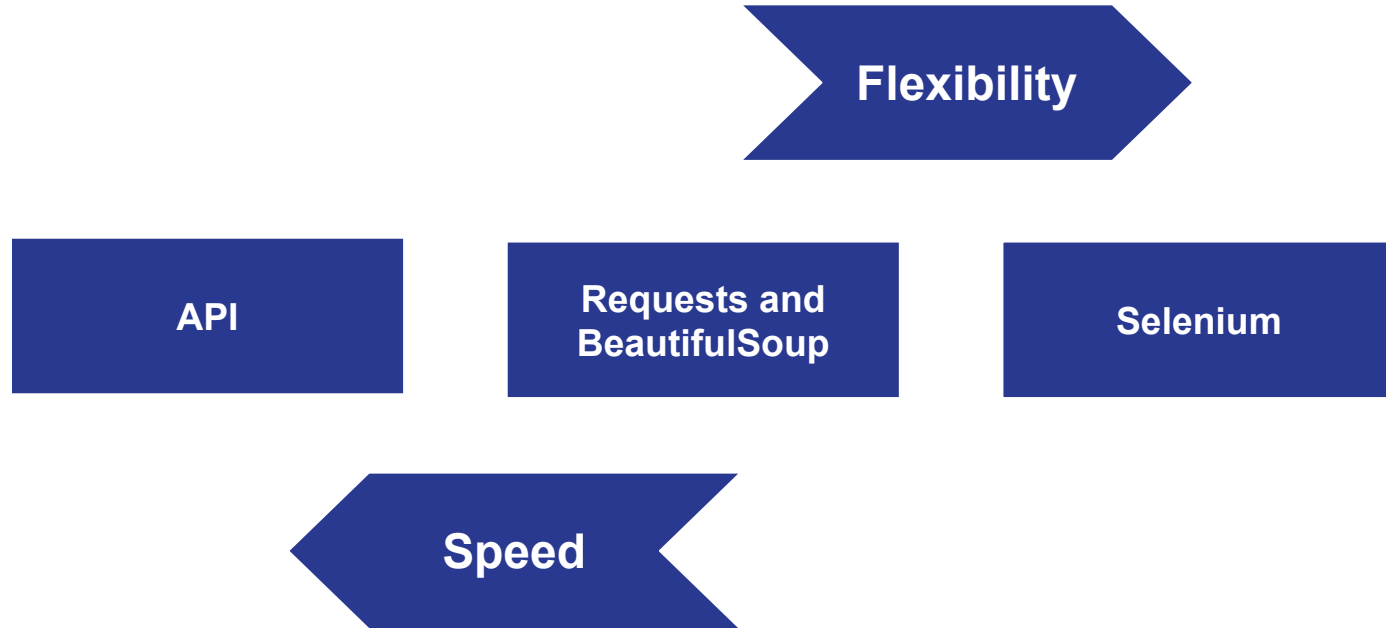 Flexibility
API
Requests and
BeautifulSoup
Selenium
Speed